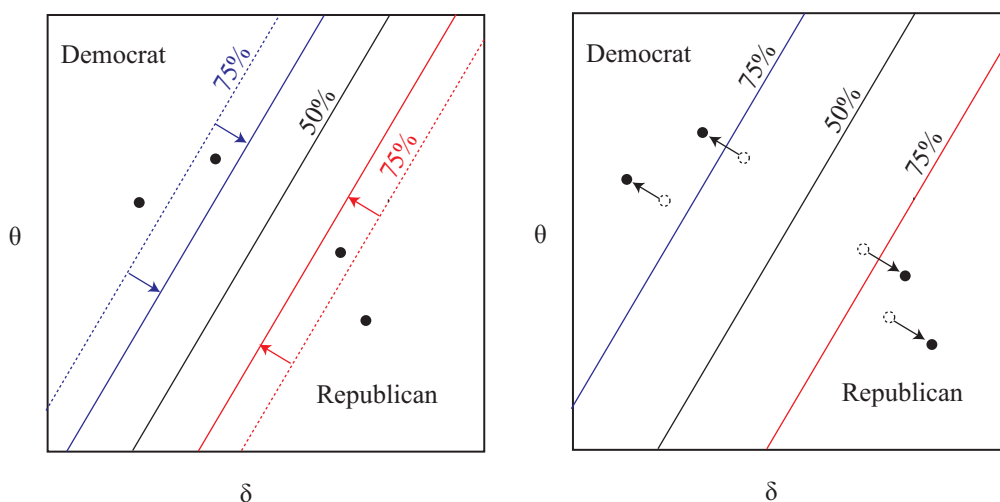 Democrat
75%
50%
75%
θ
Republican
δ
Democrat
75%
50%
75%
θ
Republican
δ